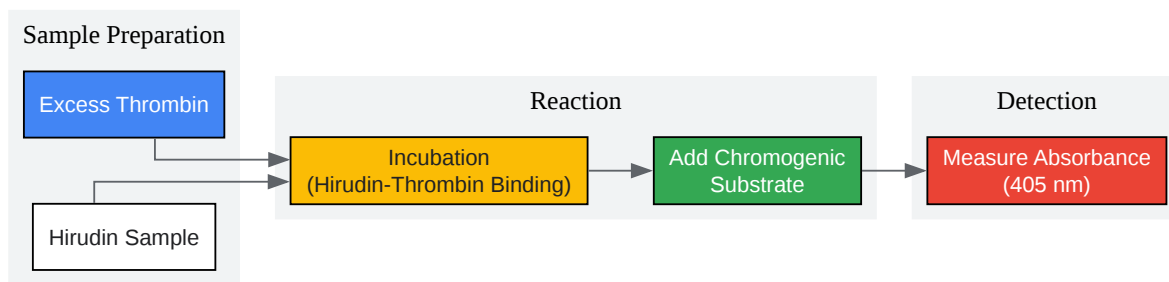 Sample Preparation
Excess Thrombin
Hirudin Sample
Reaction
Incubation
(Hirudin-Thrombin Binding)
Add Chromogenic
Substrate
Detection
Measure Absorbance
(405 nm)